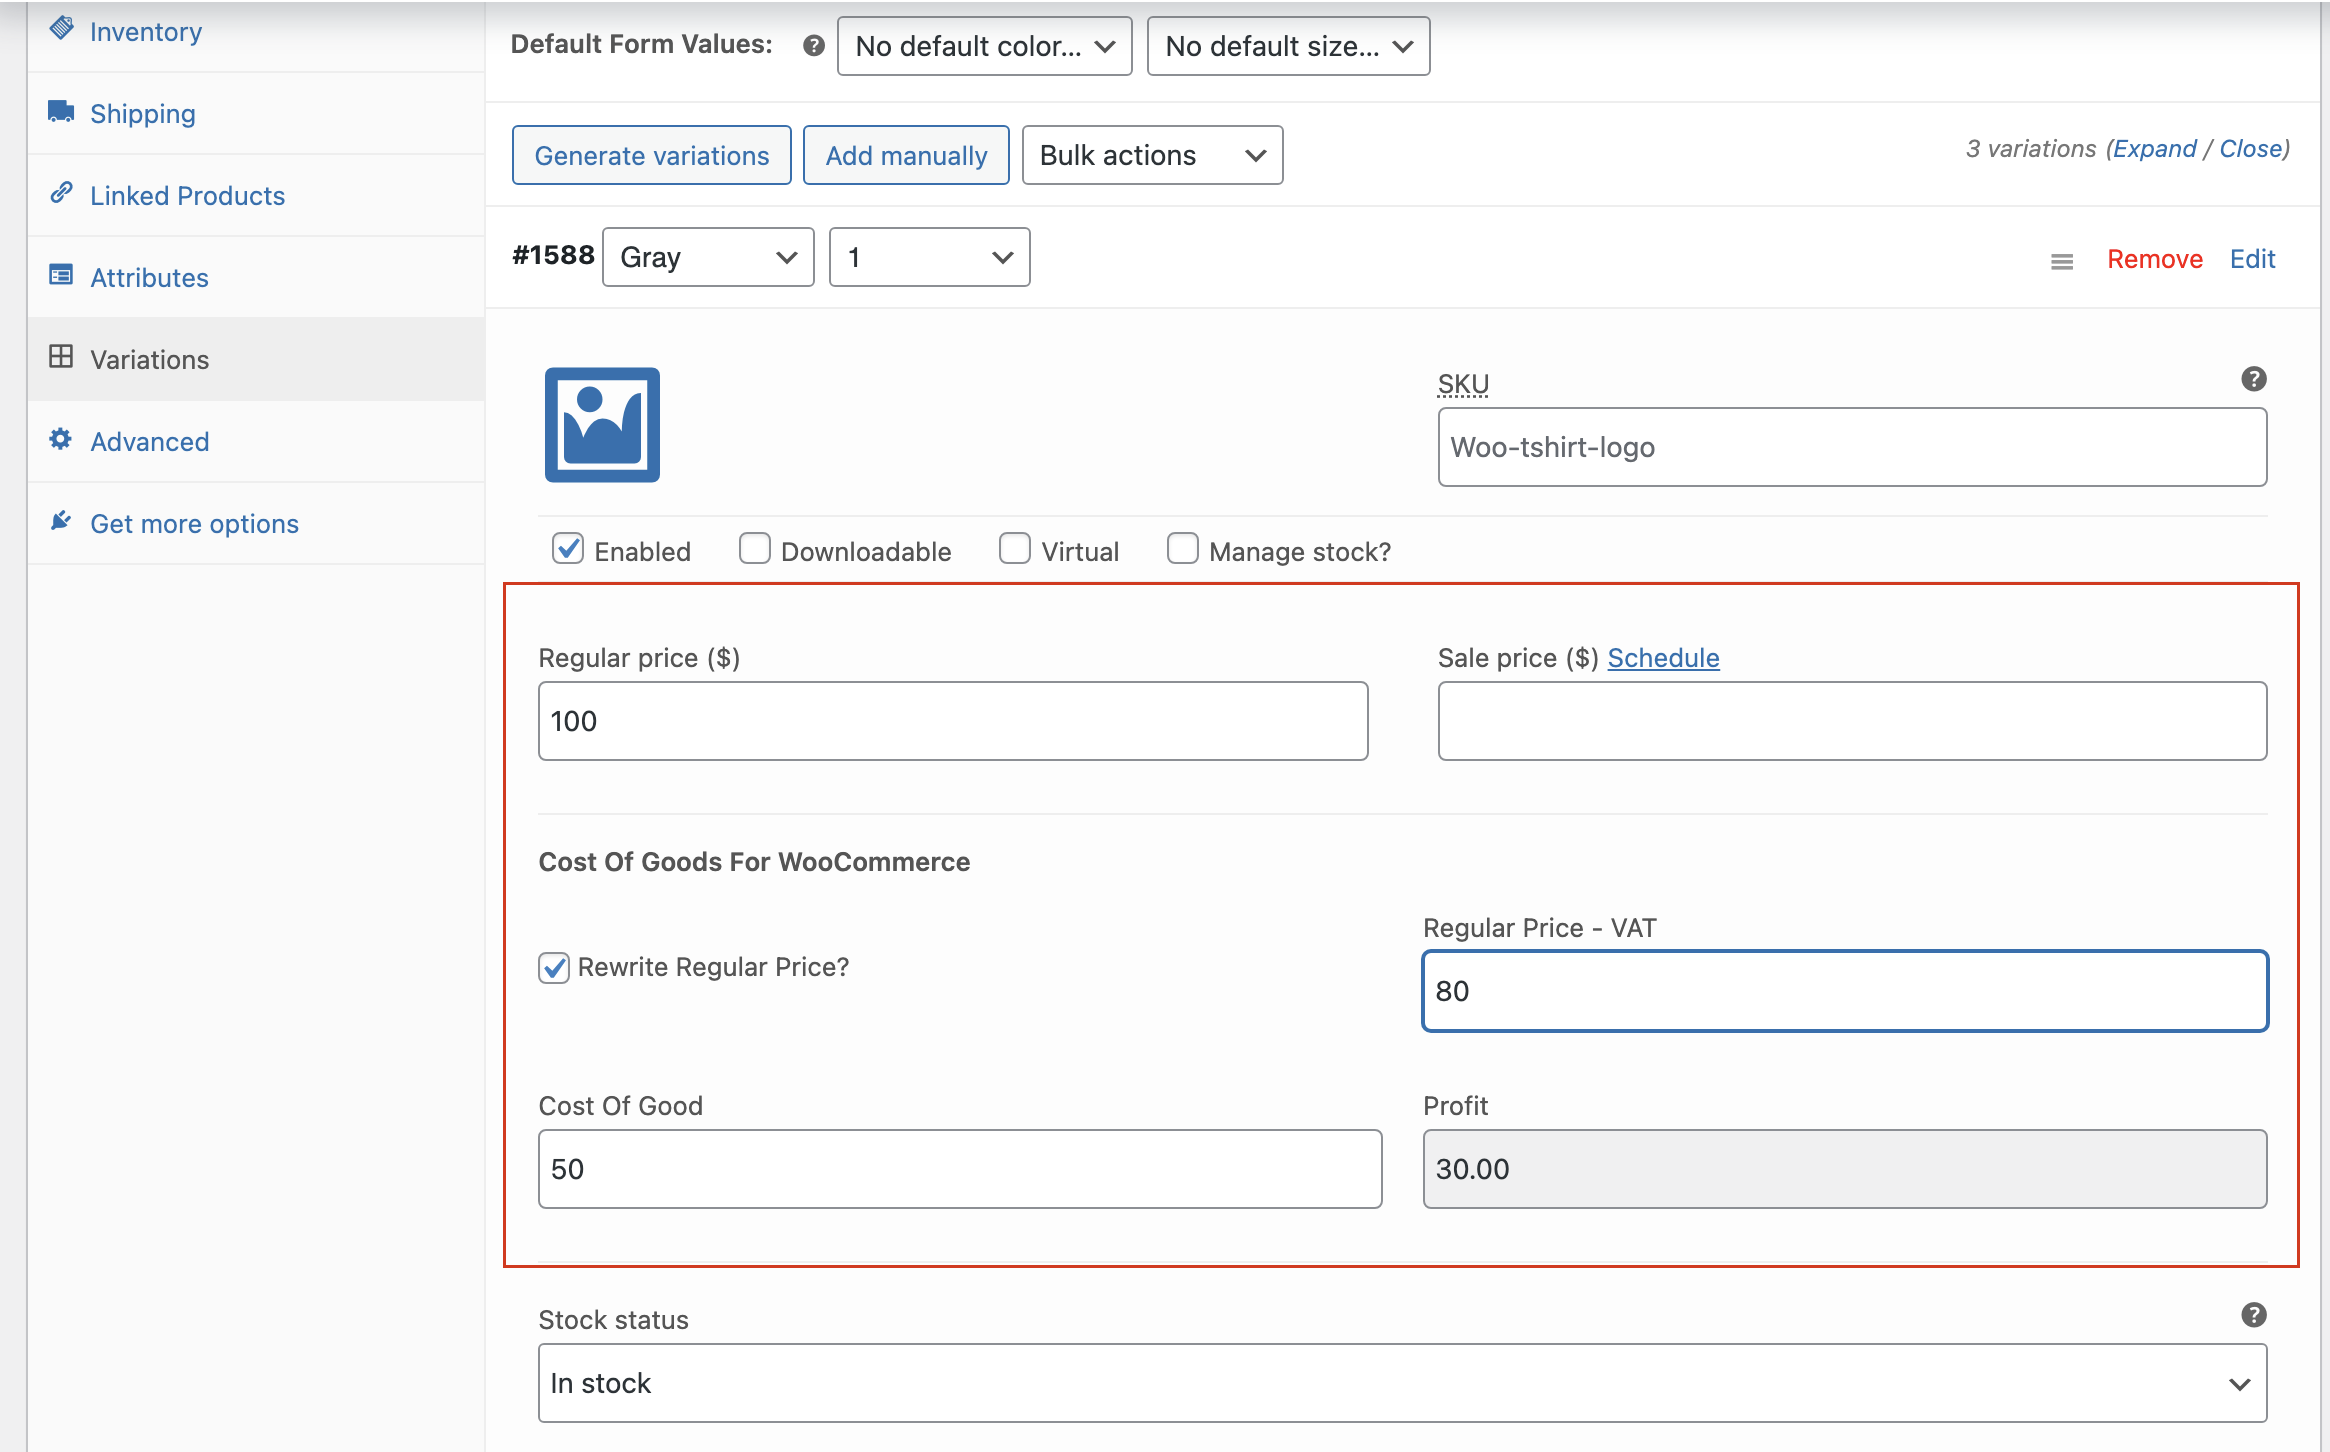 Inventory
Shipping
Linked Products
Attributes
Variations
Advanced
Get more options
Default Form Values: ? No default color... No default size...
Generate variations Add manually Bulk actions 3 variations (Expand / Close)
#1588 Gray 1 Remove Edit
SKU ?
Woo-tshirt-logo
Enabled Downloadable Virtual Manage stock?
Regular price ($) Sale price ($) Schedule
100
Cost Of Goods For WooCommerce
Regular Price - VAT
Rewrite Regular Price?
80
Cost Of Good Profit
50 30.00
Stock status ?
In stock